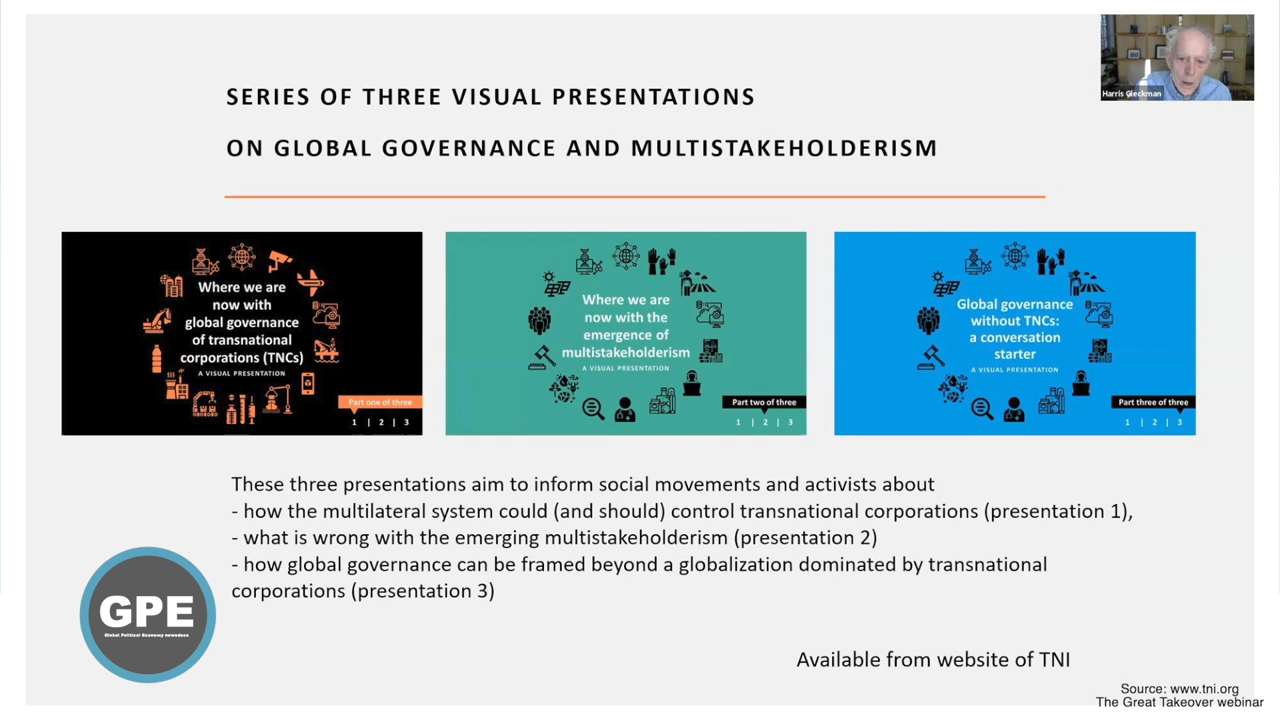 SERIES OF THREE VISUAL PRESENTATIONS
ON GLOBAL GOVERNANCE AND MULTISTAKEHOLDERISM
Harris Gleckman
Where we are
now with
global governance
of transnational
corporations (TNCs)
A VISUAL PRESENTATION
Part one of three
1 | 2 | 3
Where we are
now with the
emergence of
multistakeholderism
A VISUAL PRESENTATION
Part two of three
1 | 2 | 3
Global governance
without TNCs:
a conversation
starter
A VISUAL PRESENTATION
Part three of three
1 | 2 | 3
These three presentations aim to inform social movements and activists about
- how the multilateral system could (and should) control transnational corporations (presentation 1),
- what is wrong with the emerging multistakeholderism (presentation 2)
- how global governance can be framed beyond a globalization dominated by transnational
corporations (presentation 3)
GPE
Global Political Economy newsdocs
Available from website of TNI
Source: www.tni.org
The Great Takeover webinar